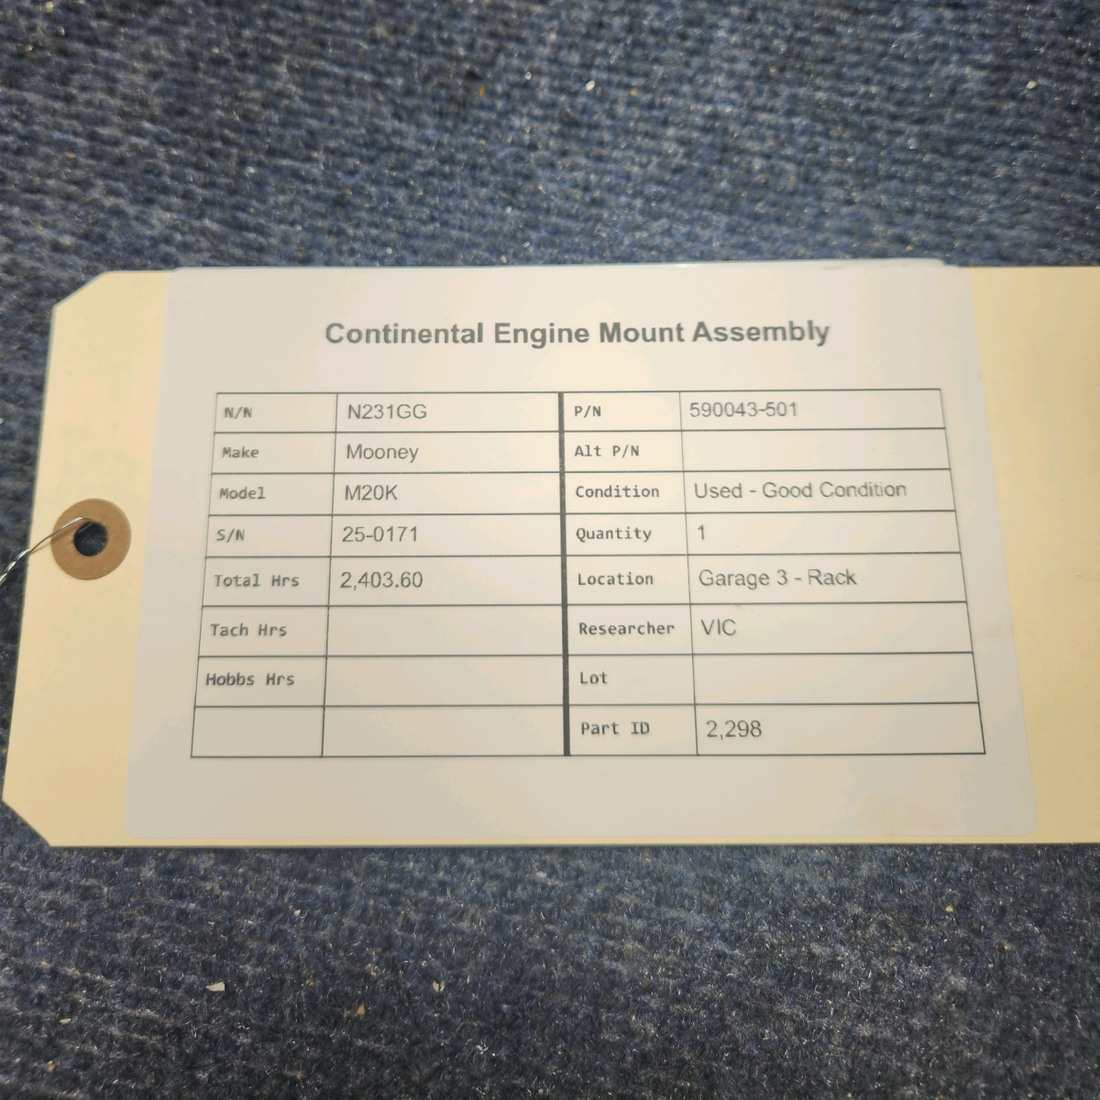 Continental Engine Mount Assembly
N/N N231GG P/N 590043-501
Make Mooney Alt P/N
Model M20K Condition Used - Good Condition
S/N 25-0171 Quantity 1
Total Hrs 2,403.60 Location Garage 3 - Rack
Tach Hrs Researcher VIC
Hobbs Hrs Lot
Part ID 2,298